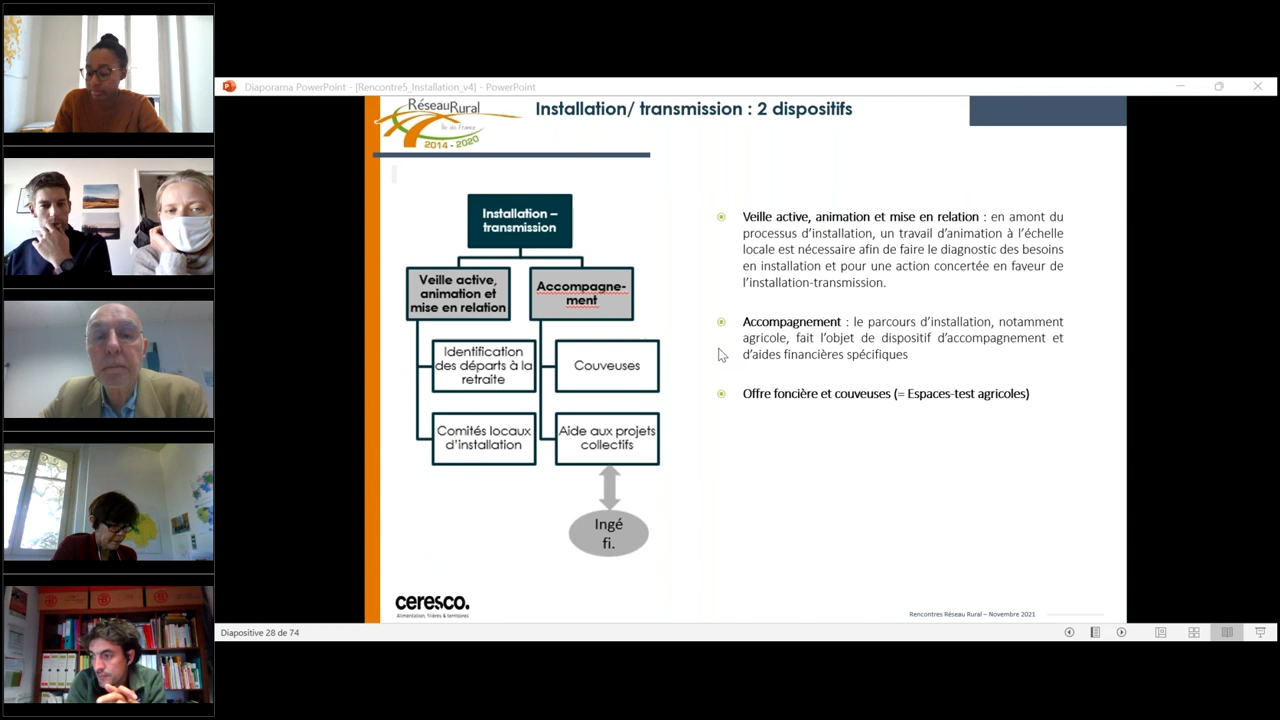 Diaporama PowerPoint - [Rencontre5_Installation_v4] - PowerPoint
RéseauRural
Île de France
2014 - 2020
Installation/ transmission : 2 dispositifs
Installation –
transmission
Veille active,
animation et
mise en relation
Accompagne-
ment
Identification
des départs à la
retraite
Couveuses
Comités locaux
d’installation
Aide aux projets
collectifs
Ingé
fi.
Veille active, animation et mise en relation : en amont du
processus d’installation, un travail d’animation à l’échelle
locale est nécessaire afin de faire le diagnostic des besoins
en installation et pour une action concertée en faveur de
l’installation-transmission.
Accompagnement : le parcours d’installation, notamment
agricole, fait l’objet de dispositif d’accompagnement et
d’aides financières spécifiques
Offre foncière et couveuses (= Espaces-test agricoles)
ceresco.
Alimentation, filières & territoires
Rencontres Réseau Rural – Novembre 2021
Diapositive 28 de 74